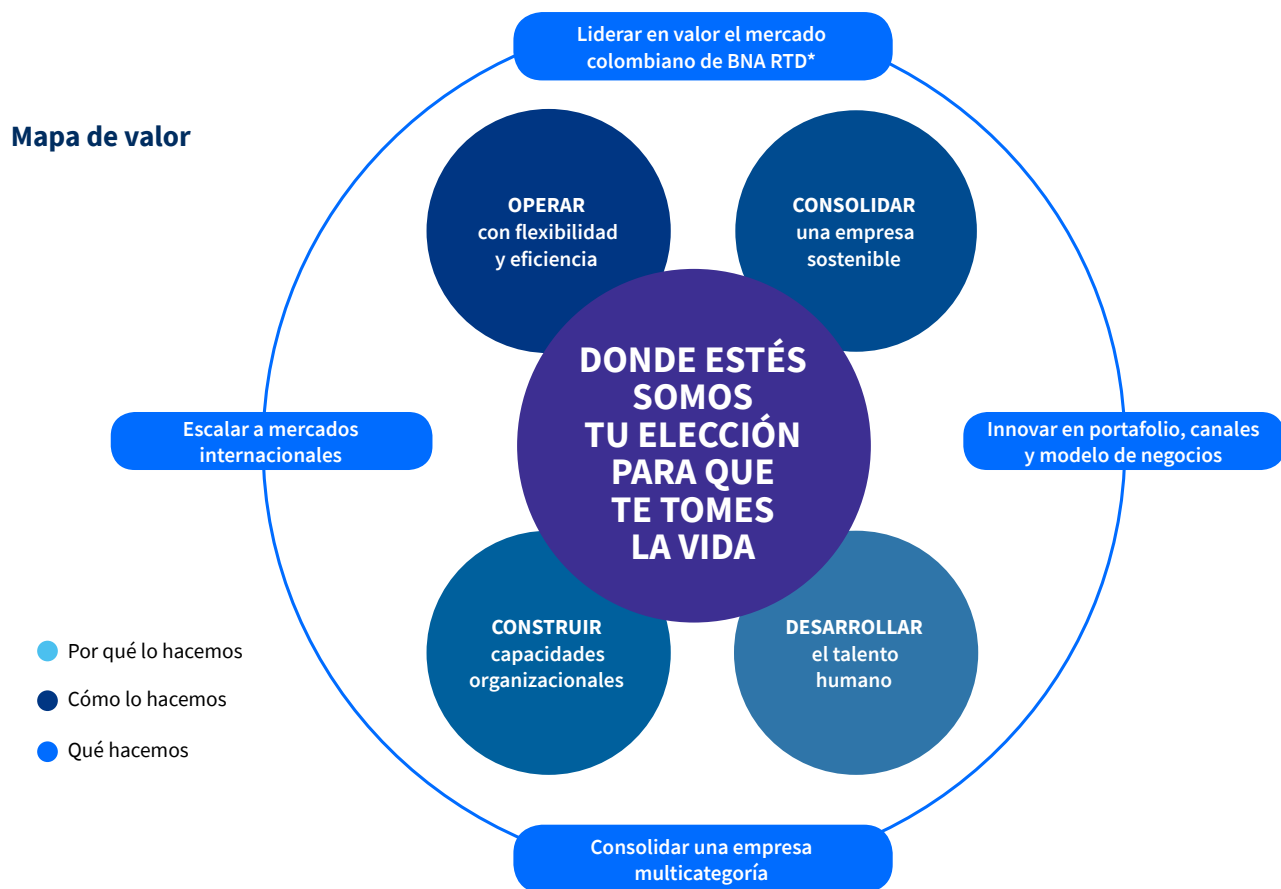 Liderar en valor el mercado
colombiano de BNA RTD*
Mapa de valor
OPERAR
con flexibilidad
y eficiencia
CONSOLIDAR
una empresa
sostenible
DONDE ESTÉS
SOMOS
TU ELECCIÓN
PARA QUE
TE TOMES
LA VIDA
Escalar a mercados
internacionales
Innovar en portafolio, canales
y modelo de negocios
CONSTRUIR
capacidades
organizacionales
DESARROLLAR
el talento
humano
Por qué lo hacemos
Cómo lo hacemos
Qué hacemos
Consolidar una empresa
multicategoría